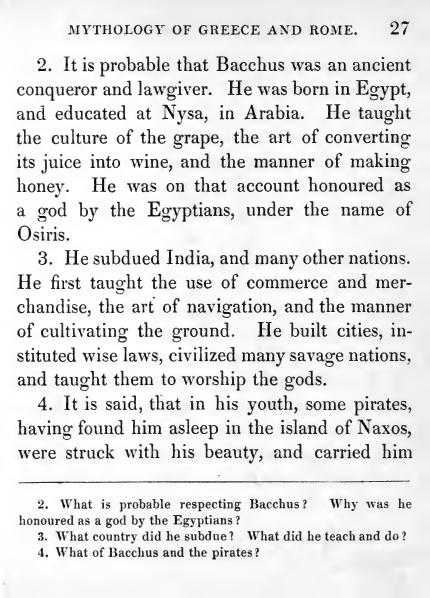 MYTHOLOGY OF GREECE AND ROME. 27
2. It is probable that Bacchus was an ancient
conqueror and lawgiver. He was born in Egypt,
and educated at Nysa, in Arabia. He taught
the culture of the grape, the art of converting
its juice into wine, and the manner of making
honey. He was on that account honoured as
a god by the Egyptians, under the name of
Osiris.
3. He subdued India, and many other nations.
He first taught the use of commerce and mer-
chandise, the art of navigation, and the manner
of cultivating the ground. He built cities, in-
stituted wise laws, civilized many savage nations,
and taught them to worship the gods.
4. It is said, that in his youth, some pirates,
having found him asleep in the island of Naxos,
were struck with his beauty, and carried him
2. What is probable respecting Bacchus? Why was he
honoured as a god by the Egyptians?
3. What country did he subdue? What did he teach and do?
4. What of Bacchus and the pirates?